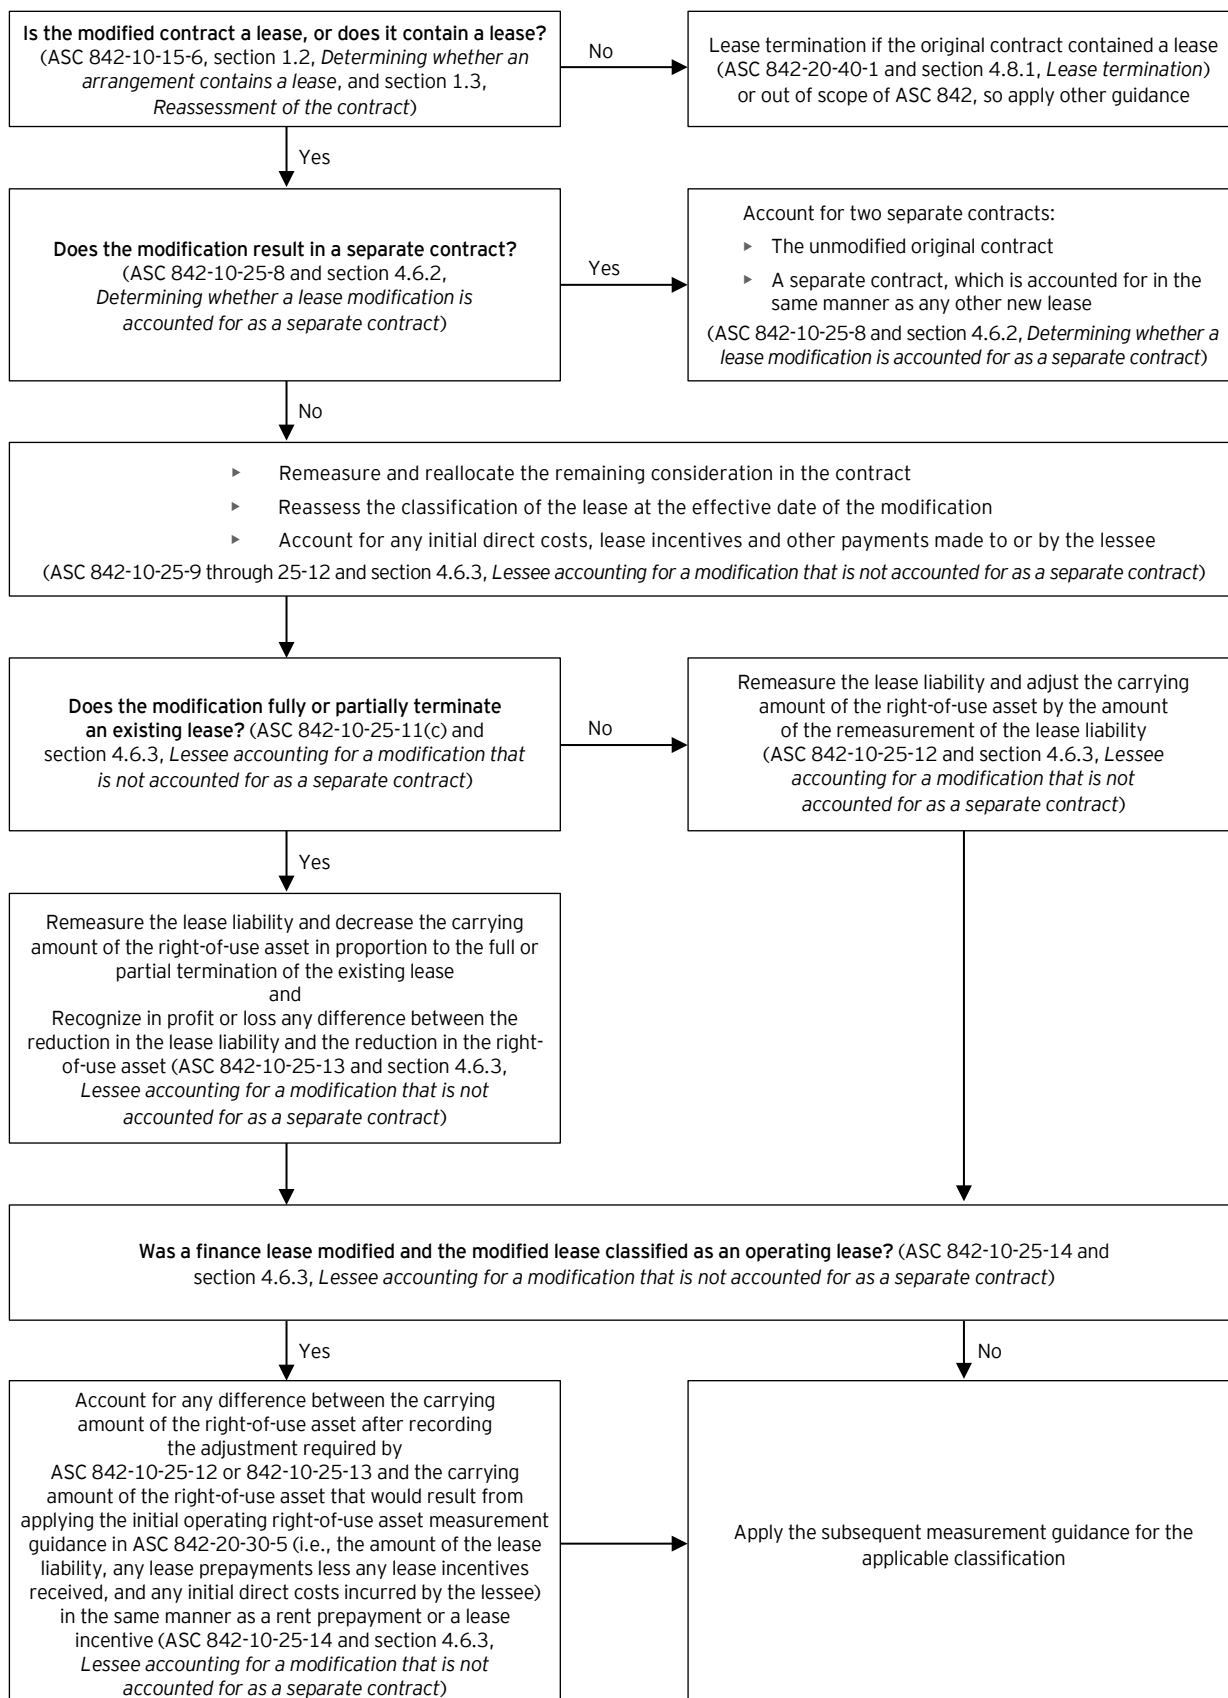 Is the modified contract a lease, or does it contain a lease?
(ASC 842-10-15-6, section 1.2, Determining whether an
arrangement contains a lease, and section 1.3,
Reassessment of the contract)
No
Lease termination if the original contract contained a lease
(ASC 842-20-40-1 and section 4.8.1, Lease termination)
or out of scope of ASC 842, so apply other guidance
Yes
Does the modification result in a separate contract?
(ASC 842-10-25-8 and section 4.6.2,
Determining whether a lease modification is
accounted for as a separate contract)
Yes
Account for two separate contracts:
► The unmodified original contract
► A separate contract, which is accounted for in the
same manner as any other new lease
(ASC 842-10-25-8 and section 4.6.2, Determining whether a
lease modification is accounted for as a separate contract)
No
► Remeasure and reallocate the remaining consideration in the contract
► Reassess the classification of the lease at the effective date of the modification
► Account for any initial direct costs, lease incentives and other payments made to or by the lessee
(ASC 842-10-25-9 through 25-12 and section 4.6.3, Lessee accounting for a modification that is not accounted for as a separate contract)
Does the modification fully or partially terminate
an existing lease? (ASC 842-10-25-11(c) and
section 4.6.3, Lessee accounting for a modification that
is not accounted for as a separate contract)
No
Remeasure the lease liability and adjust the carrying
amount of the right-of-use asset by the amount
of the remeasurement of the lease liability
(ASC 842-10-25-12 and section 4.6.3, Lessee
accounting for a modification that is not
accounted for as a separate contract)
Yes
Remeasure the lease liability and decrease the carrying
amount of the right-of-use asset in proportion to the full or
partial termination of the existing lease
and
Recognize in profit or loss any difference between the
reduction in the lease liability and the reduction in the right-
of-use asset (ASC 842-10-25-13 and section 4.6.3,
Lessee accounting for a modification that is not
accounted for as a separate contract)
Was a finance lease modified and the modified lease classified as an operating lease? (ASC 842-10-25-14 and
section 4.6.3, Lessee accounting for a modification that is not accounted for as a separate contract)
Yes
No
Account for any difference between the carrying
amount of the right-of-use asset after recording
the adjustment required by
ASC 842-10-25-12 or 842-10-25-13 and the carrying
amount of the right-of-use asset that would result from
applying the initial operating right-of-use asset measurement
guidance in ASC 842-20-30-5 (i.e., the amount of the lease
liability, any lease prepayments less any lease incentives
received, and any initial direct costs incurred by the lessee)
in the same manner as a rent prepayment or a lease
incentive (ASC 842-10-25-14 and section 4.6.3,
Lessee accounting for a modification that is not
accounted for as a separate contract)
Apply the subsequent measurement guidance for the
applicable classification